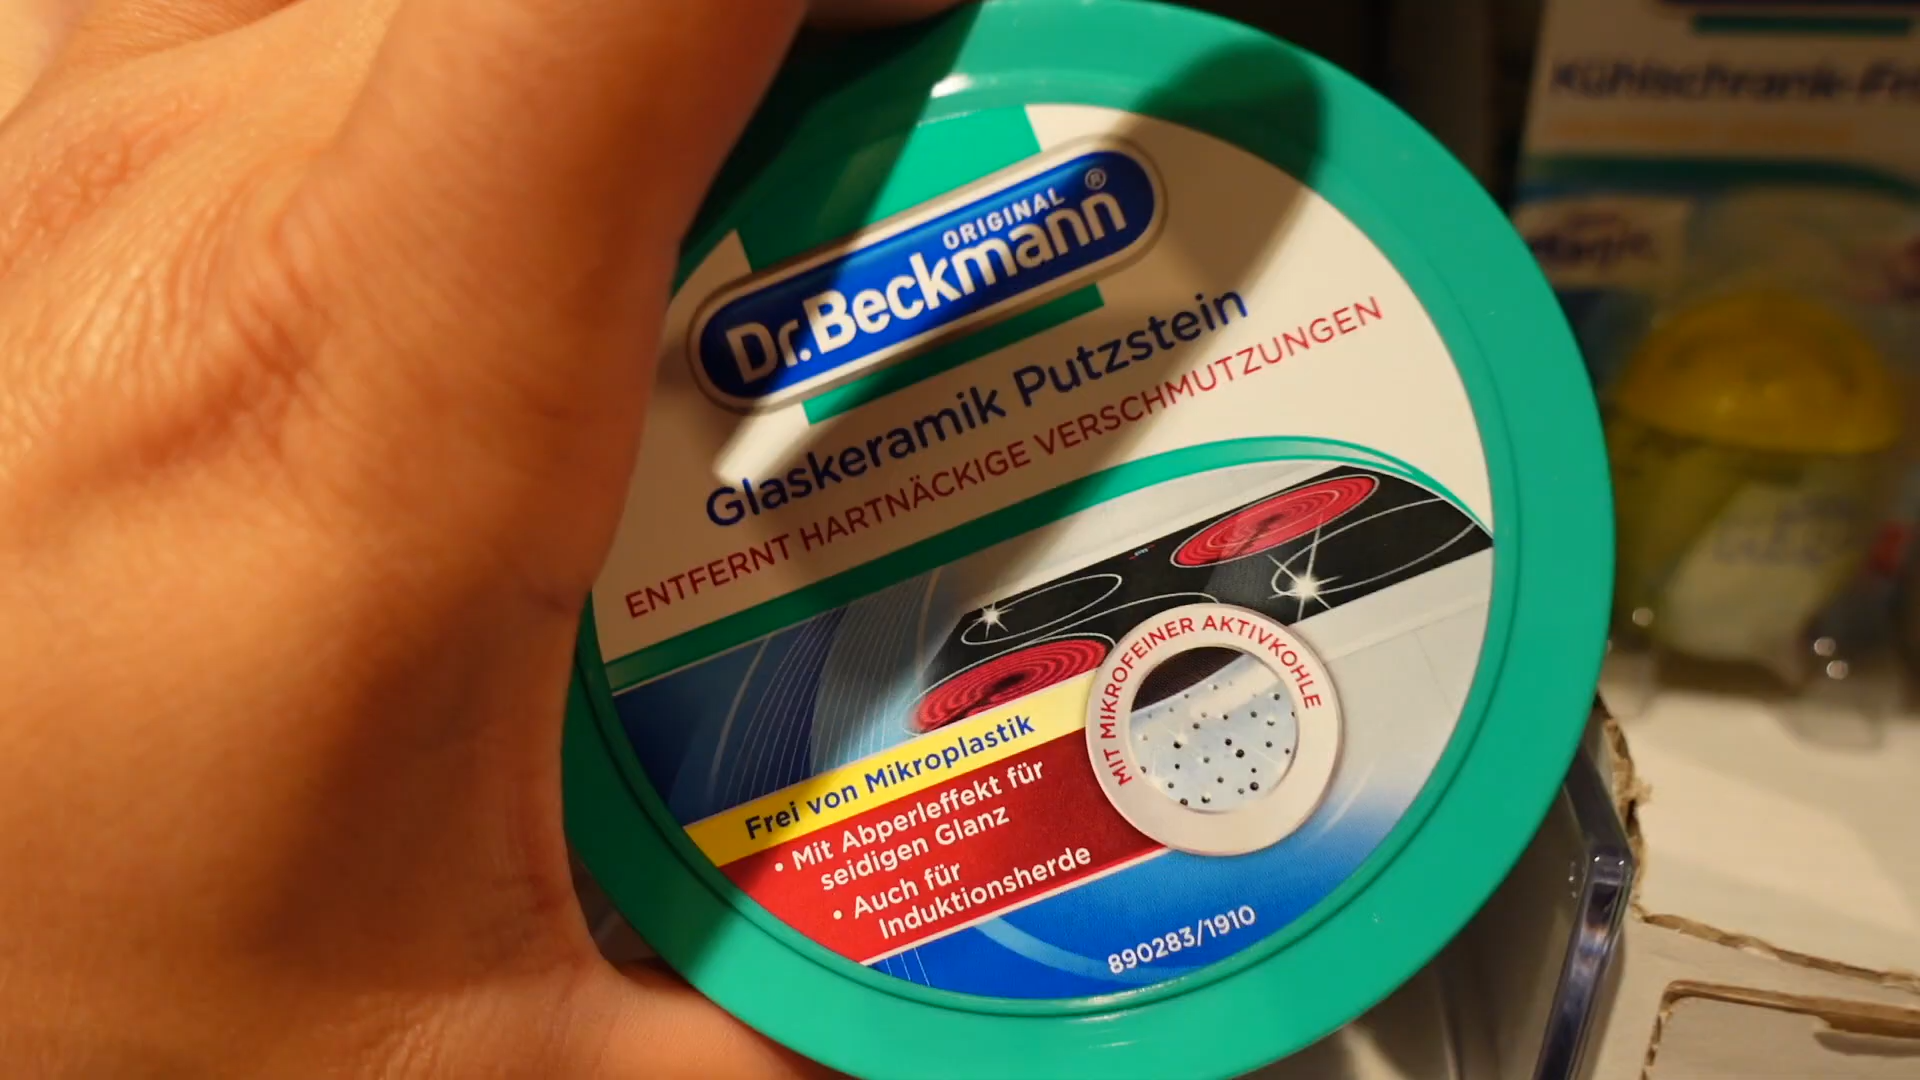 ORIGINAL
Dr. Beckmann®
Glaskeramik Putzstein
ENTFERNT HARTNÄCKIGE VERSCHMUTZUNGEN
MIT MIKROFEINER AKTIVKOHLE
Frei von Mikroplastik
• Mit Abperleffekt für
seidigen Glanz
• Auch für
Induktionsherde
890283/1910